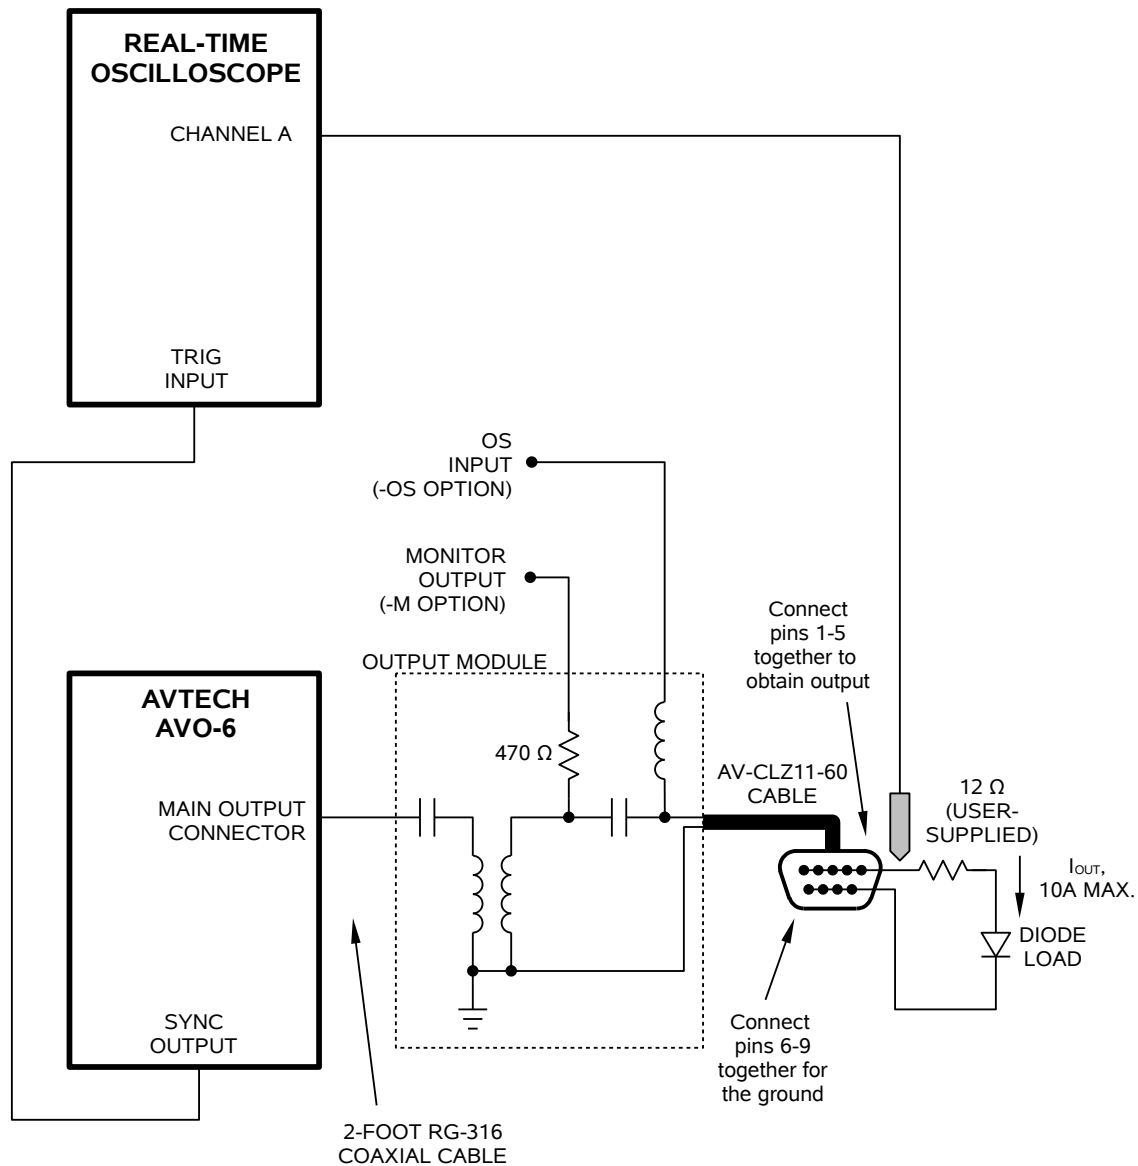 REAL-TIME
OSCILLOSCOPE
CHANNEL A
TRIG
INPUT
OS
INPUT
(-OS OPTION)
MONITOR
OUTPUT
(-M OPTION)
Connect
pins 1-5
together to
obtain output
OUTPUT MODULE
AVTECH
AVO-6
470 Ω
AV-CLZ11-60
CABLE
12 Ω
(USER-
SUPPLIED)
MAIN OUTPUT
CONNECTOR
IOUT,
10A MAX.
DIODE
LOAD
SYNC
OUTPUT
Connect
pins 6-9
together for
the ground
2-FOOT RG-316
COAXIAL CABLE